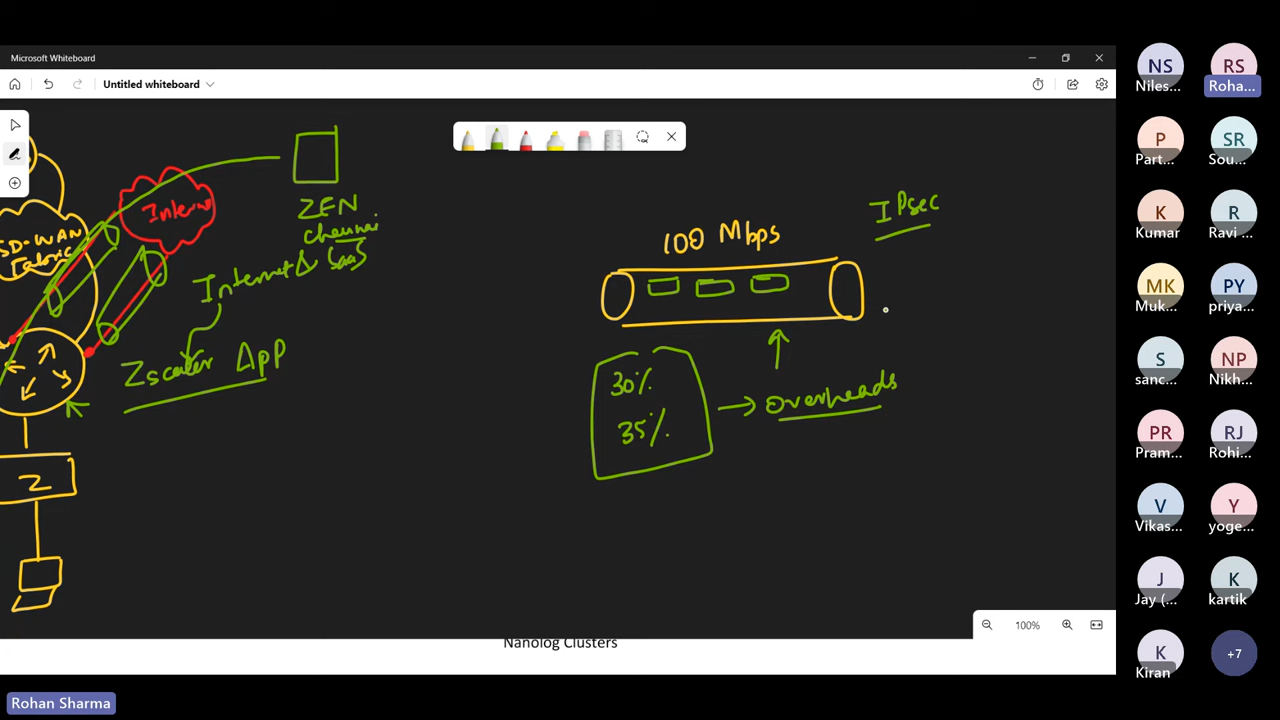 Microsoft Whiteboard
Untitled whiteboard
SD-WAN
Fabric
Internet
ZEN
Chennai
Internet & SaaS
Zscaler App
Z
100 Mbps
IPsec
30%
35%
Overheads
100%
Nanolog Clusters
Rohan Sharma
NS
Niles...
RS
Roha...
P
Part...
SR
Sou...
K
Kumar
R
Ravi ...
MK
Muk...
PY
priya...
S
sanc...
NP
Nikh...
PR
Pram...
RJ
Rohi...
V
Vikas...
Y
yoge...
J
Jay (...
K
kartik
K
Kiran
+7